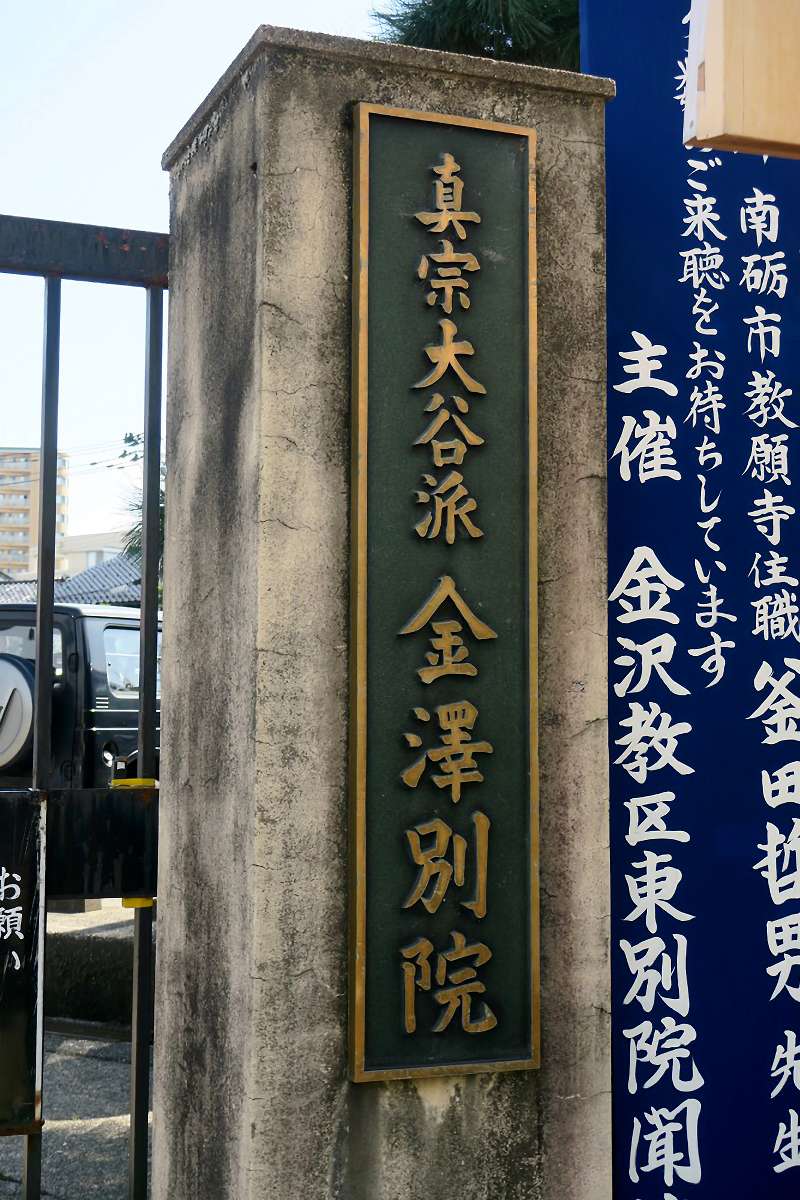 真宗大谷派 金澤別院
南砺市教願寺住職 釜田哲男 先生
ご来聴をお待ちしています
主催 金沢教区東別院聞
お願い